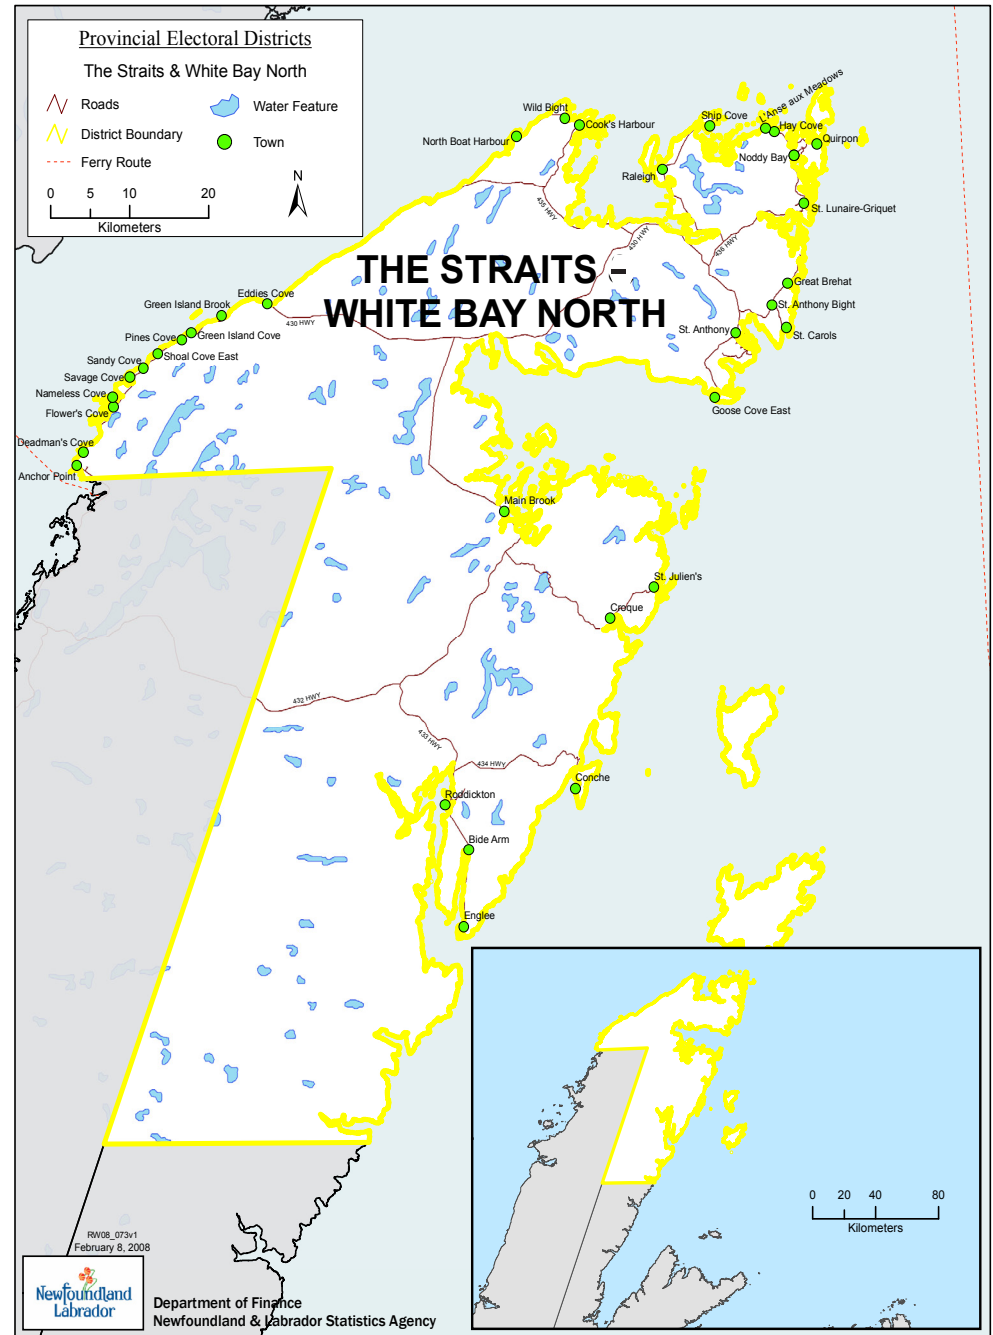 Provincial Electoral Districts
The Straits & White Bay North
Roads
Water Feature
District Boundary
Town
Ferry Route
0 5 10 20
Kilometers
N
Wild Bight
Cook's Harbour
North Boat Harbour
Ship Cove
L'Anse aux Meadows
Hay Cove
Quirpon
Noddy Bay
Raleigh
St. Lunaire-Griquet
435 HWY
430 HWY
436 HWY
THE STRAITS –
WHITE BAY NORTH
Great Brehat
St. Anthony Bight
St. Carols
St. Anthony
Goose Cove East
Eddies Cove
430 HWY
Green Island Brook
Green Island Cove
Pines Cove
Shoal Cove East
Sandy Cove
Savage Cove
Nameless Cove
Flower's Cove
Deadman's Cove
Anchor Point
Main Brook
St. Julien's
Croque
432 HWY
433 HWY
434 HWY
Conche
Roddickton
Bide Arm
Englee
0 20 40 80
Kilometers
RW08_073v1
February 8, 2008
Newfoundland
Labrador
Department of Finance
Newfoundland & Labrador Statistics Agency